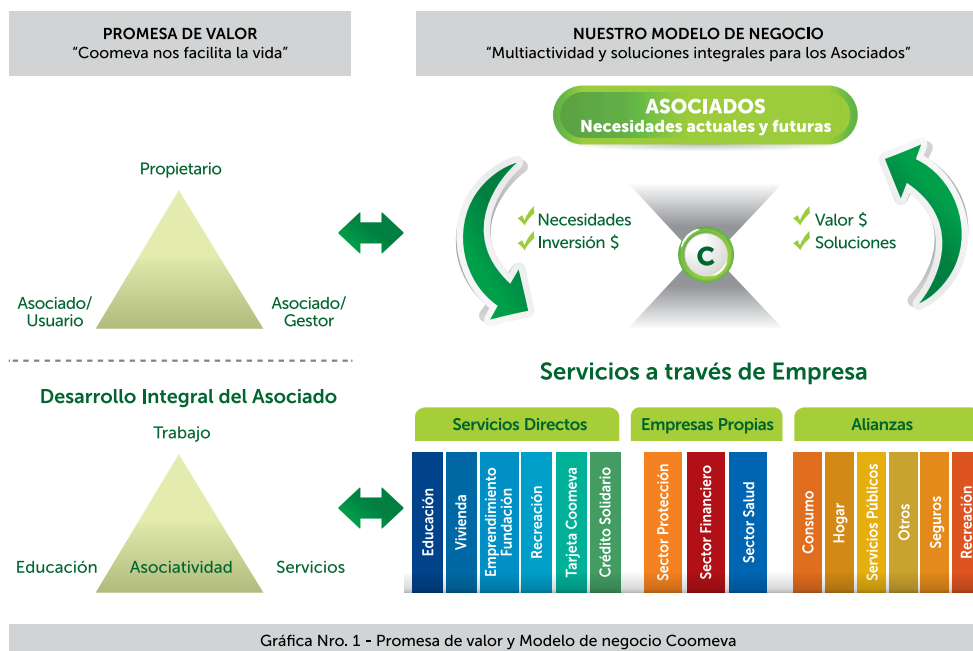 PROMESA DE VALOR
“Coomeva nos facilita la vida”
NUESTRO MODELO DE NEGOCIO
“Multiactividad y soluciones integrales para los Asociados”
Propietario
Asociado/
Usuario
Asociado/
Gestor
ASOCIADOS
Necesidades actuales y futuras
Necesidades
Inversión $
C
Valor $
Soluciones
Desarrollo Integral del Asociado
Trabajo
Educación
Asociatividad
Servicios
Servicios a través de Empresa
Servicios Directos
Educación
Vivienda
Emprendimiento
Fundación
Recreación
Tarjeta Coomeva
Crédito Solidario
Empresas Propias
Sector Protección
Sector Financiero
Sector Salud
Alianzas
Consumo
Hogar
Servicios Públicos
Otros
Seguros
Recreación
Gráfica Nro. 1 - Promesa de valor y Modelo de negocio Coomeva